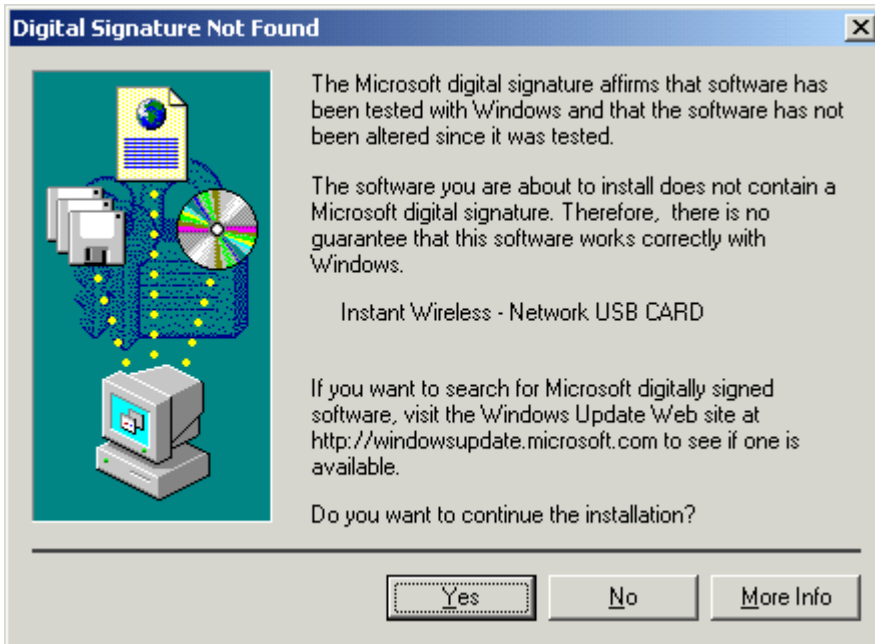 Digital Signature Not Found
The Microsoft digital signature affirms that software has
been tested with Windows and that the software has not
been altered since it was tested.
The software you are about to install does not contain a
Microsoft digital signature. Therefore,  there is no
guarantee that this software works correctly with
Windows.
Instant Wireless - Network USB CARD
If you want to search for Microsoft digitally signed
software, visit the Windows Update Web site at
http://windowsupdate.microsoft.com to see if one is
available.
Do you want to continue the installation?
Yes No More Info